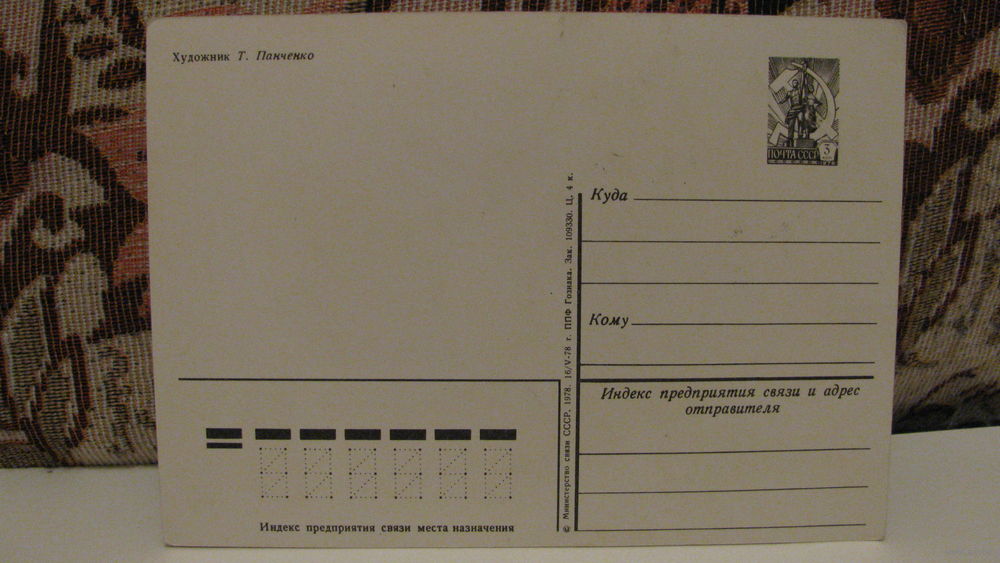 Художник Т. Панченко
ПОЧТА СССР 3
Куда
Кому
Индекс предприятия связи и адрес
отправителя
© Министерство связи СССР. 1978. 16/V-78 г. ППФ Гознака. Зак. 109330. Ц. 4 к.
Индекс предприятия связи места назначения